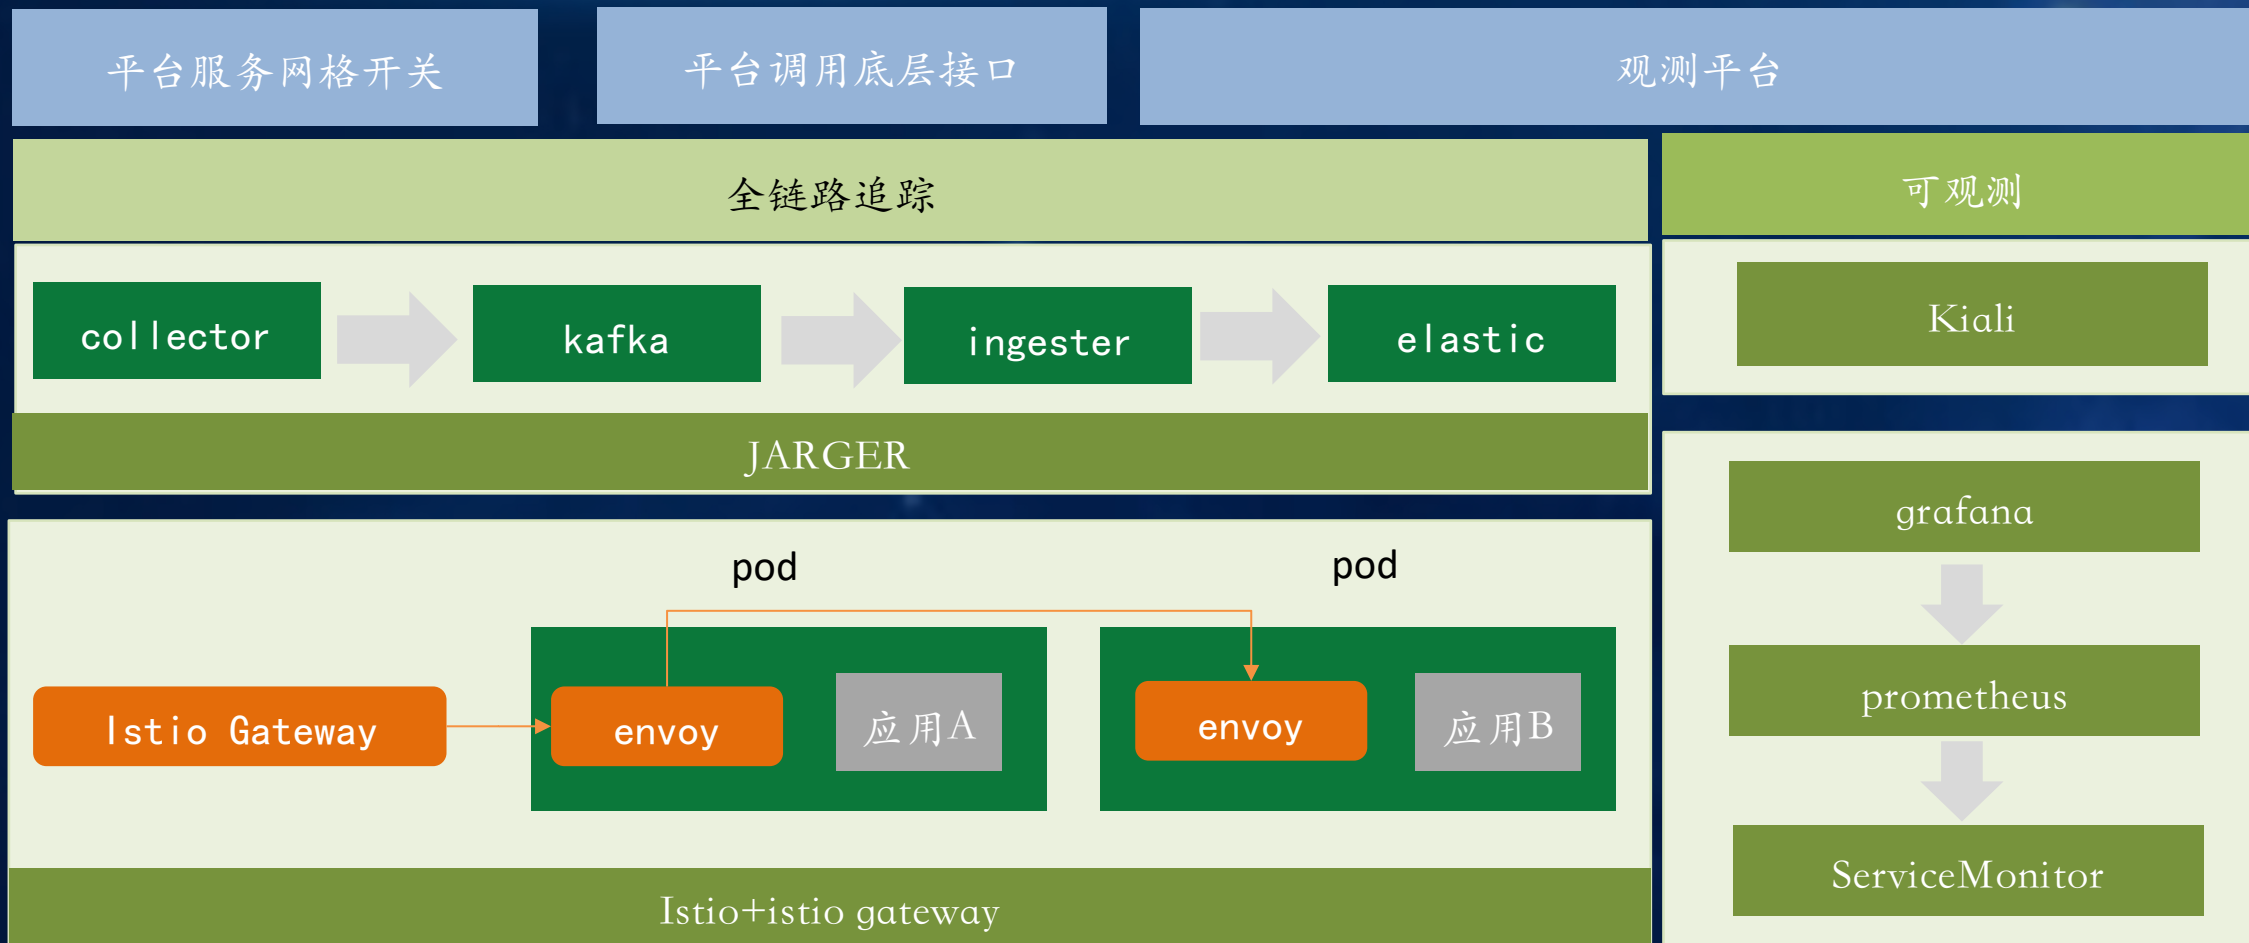 平台服务网格开关
平台调用底层接口
观测平台
全链路追踪
可观测
collector
kafka
ingester
elastic
Kiali
JARGER
grafana
pod
pod
prometheus
Istio Gateway
envoy
应用A
envoy
应用B
ServiceMonitor
Istio+istio gateway